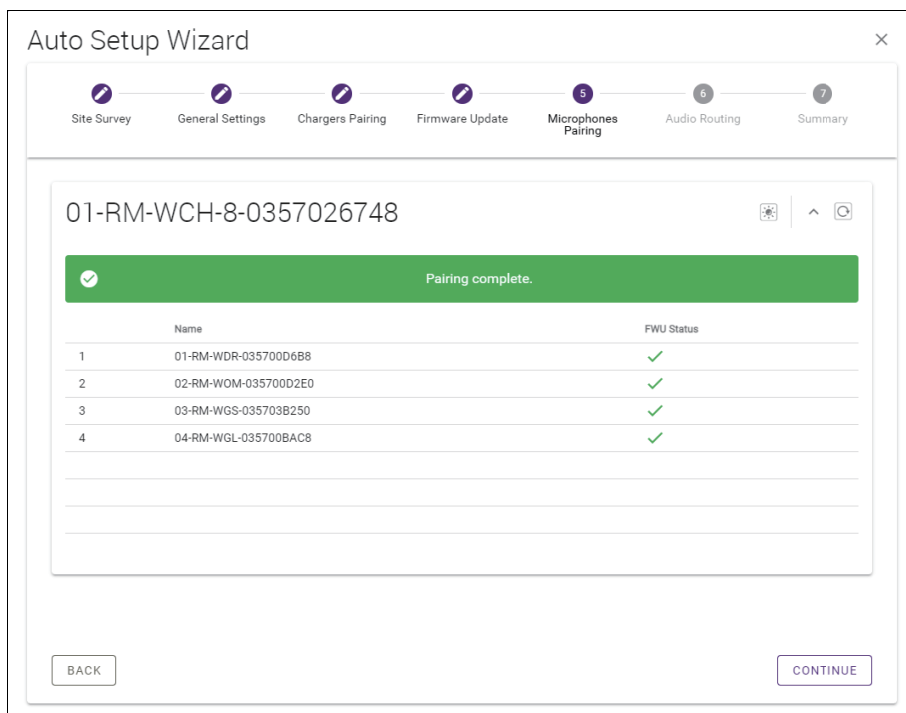 Auto Setup Wizard
Site Survey
General Settings
Chargers Pairing
Firmware Update
5
Microphones
Pairing
6
Audio Routing
7
Summary
01-RM-WCH-8-0357026748
Pairing complete.
Name FWU Status
1 01-RM-WDR-035700D6B8
2 02-RM-WOM-035700D2E0
3 03-RM-WGS-035703B250
4 04-RM-WGL-035700BAC8
BACK CONTINUE